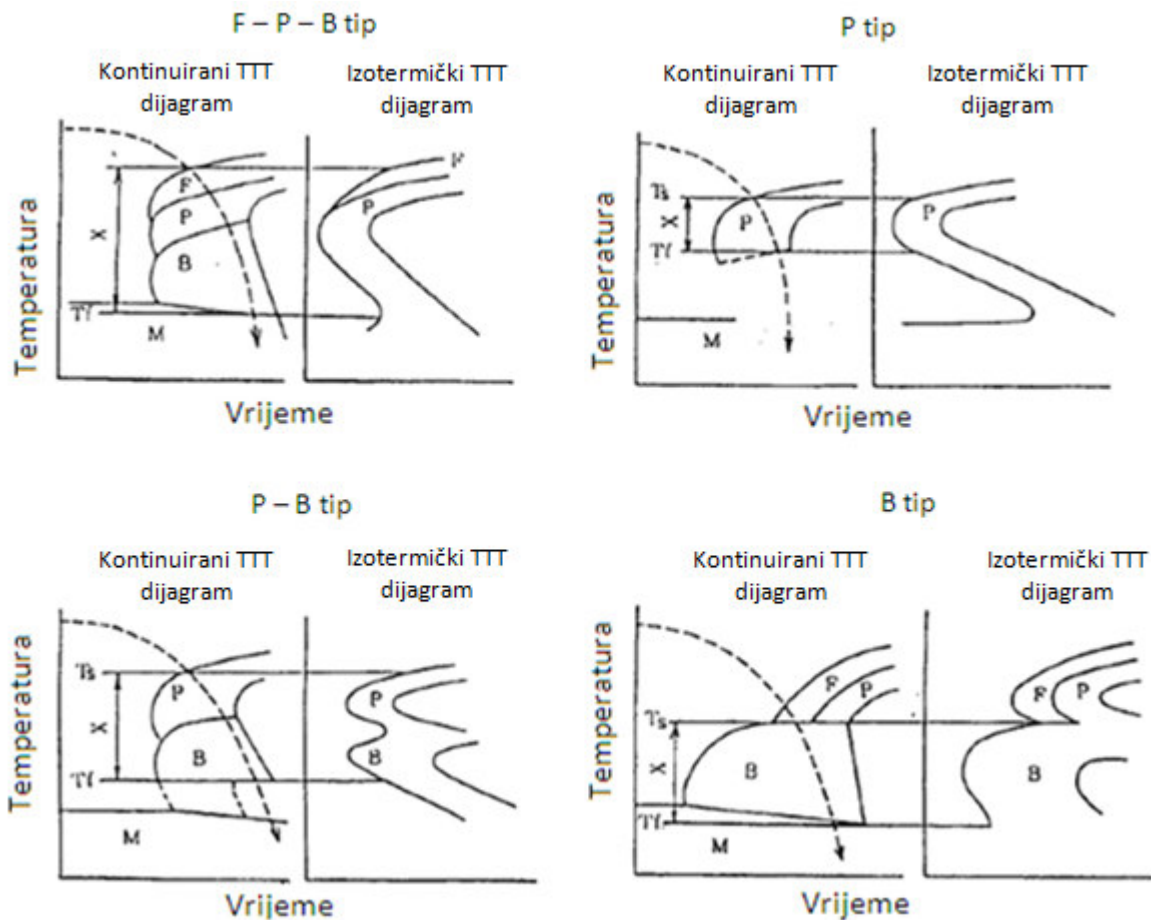 F – P – B tip
Kontinuirani TTT
dijagram
Izotermički TTT
dijagram
Temperatura
F
P
B
X
Tf
M
F
P
Vrijeme
P tip
Kontinuirani TTT
dijagram
Izotermički TTT
dijagram
Temperatura
Ts
X
Tf
P
M
P
Vrijeme
P – B tip
Kontinuirani TTT
dijagram
Izotermički TTT
dijagram
Temperatura
Ts
X
Tf
P
B
M
P
B
Vrijeme
B tip
Kontinuirani TTT
dijagram
Izotermički TTT
dijagram
Temperatura
Ts
X
Tf
F
P
B
M
F
P
B
Vrijeme